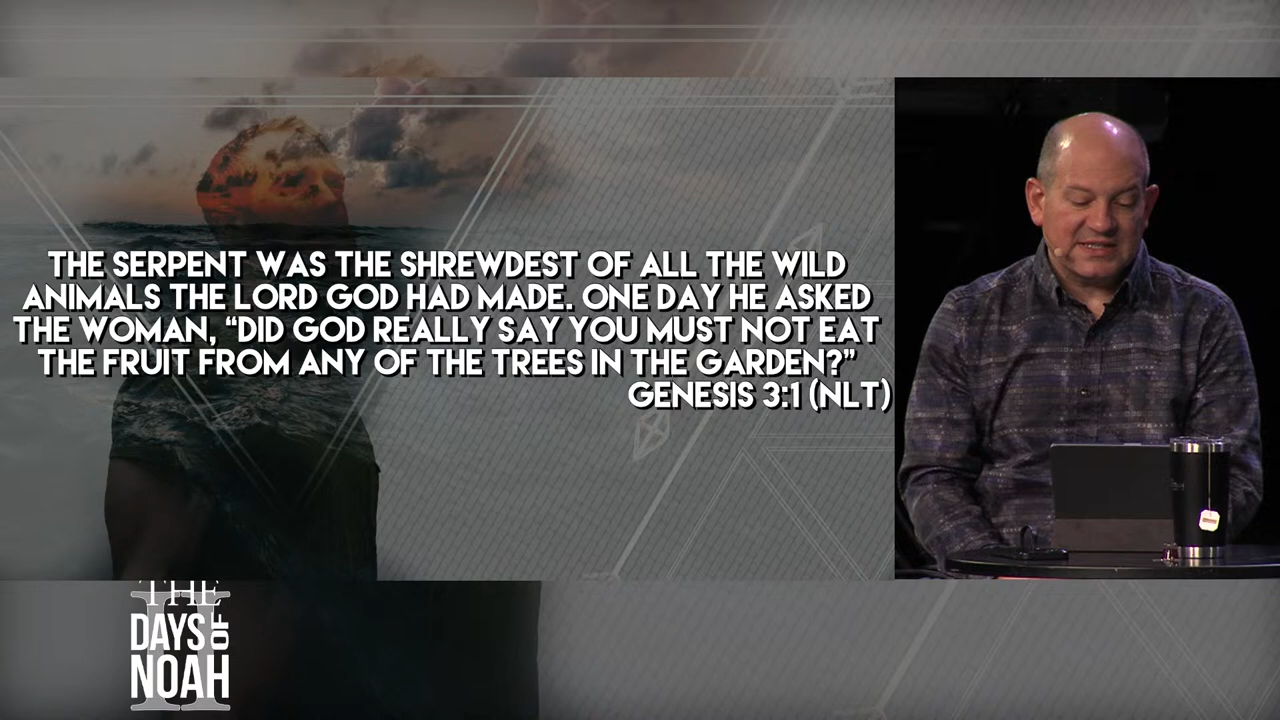 THE SERPENT WAS THE SHREWDEST OF ALL THE WILD
ANIMALS THE LORD GOD HAD MADE. ONE DAY HE ASKED
THE WOMAN, “DID GOD REALLY SAY YOU MUST NOT EAT
THE FRUIT FROM ANY OF THE TREES IN THE GARDEN?”
GENESIS 3:1 (NLT)
THE
II
DAYS OF
NOAH